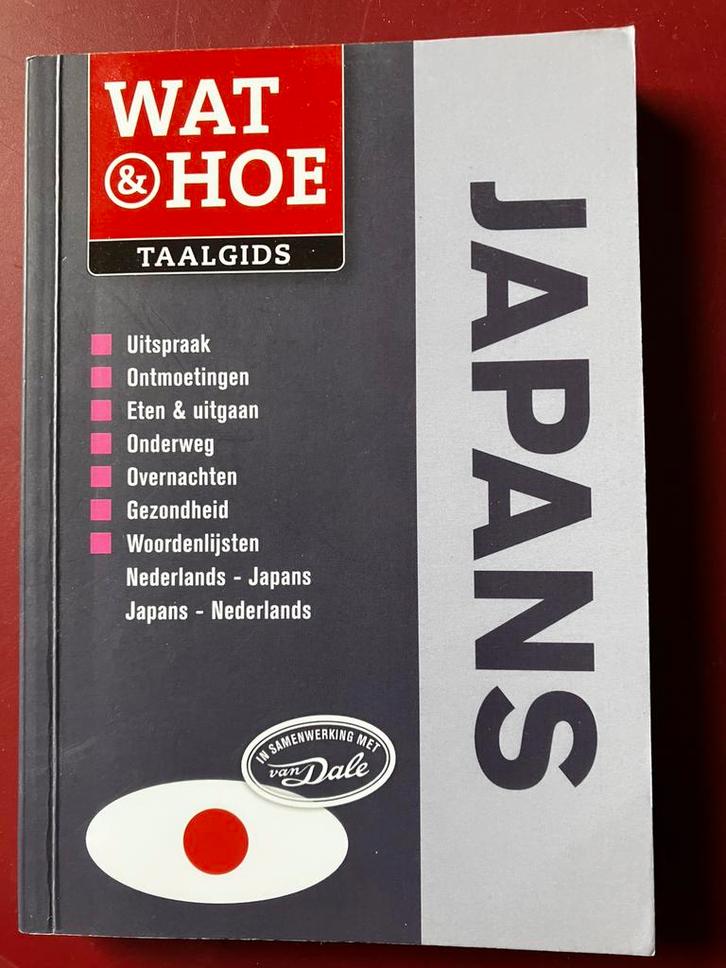 WAT
& HOE
TAALGIDS
Uitspraak
Ontmoetingen
Eten & uitgaan
Onderweg
Overnachten
Gezondheid
Woordenlijsten
Nederlands - Japans
Japans - Nederlands
IN SAMENWERKING MET
van Dale
JAPANS